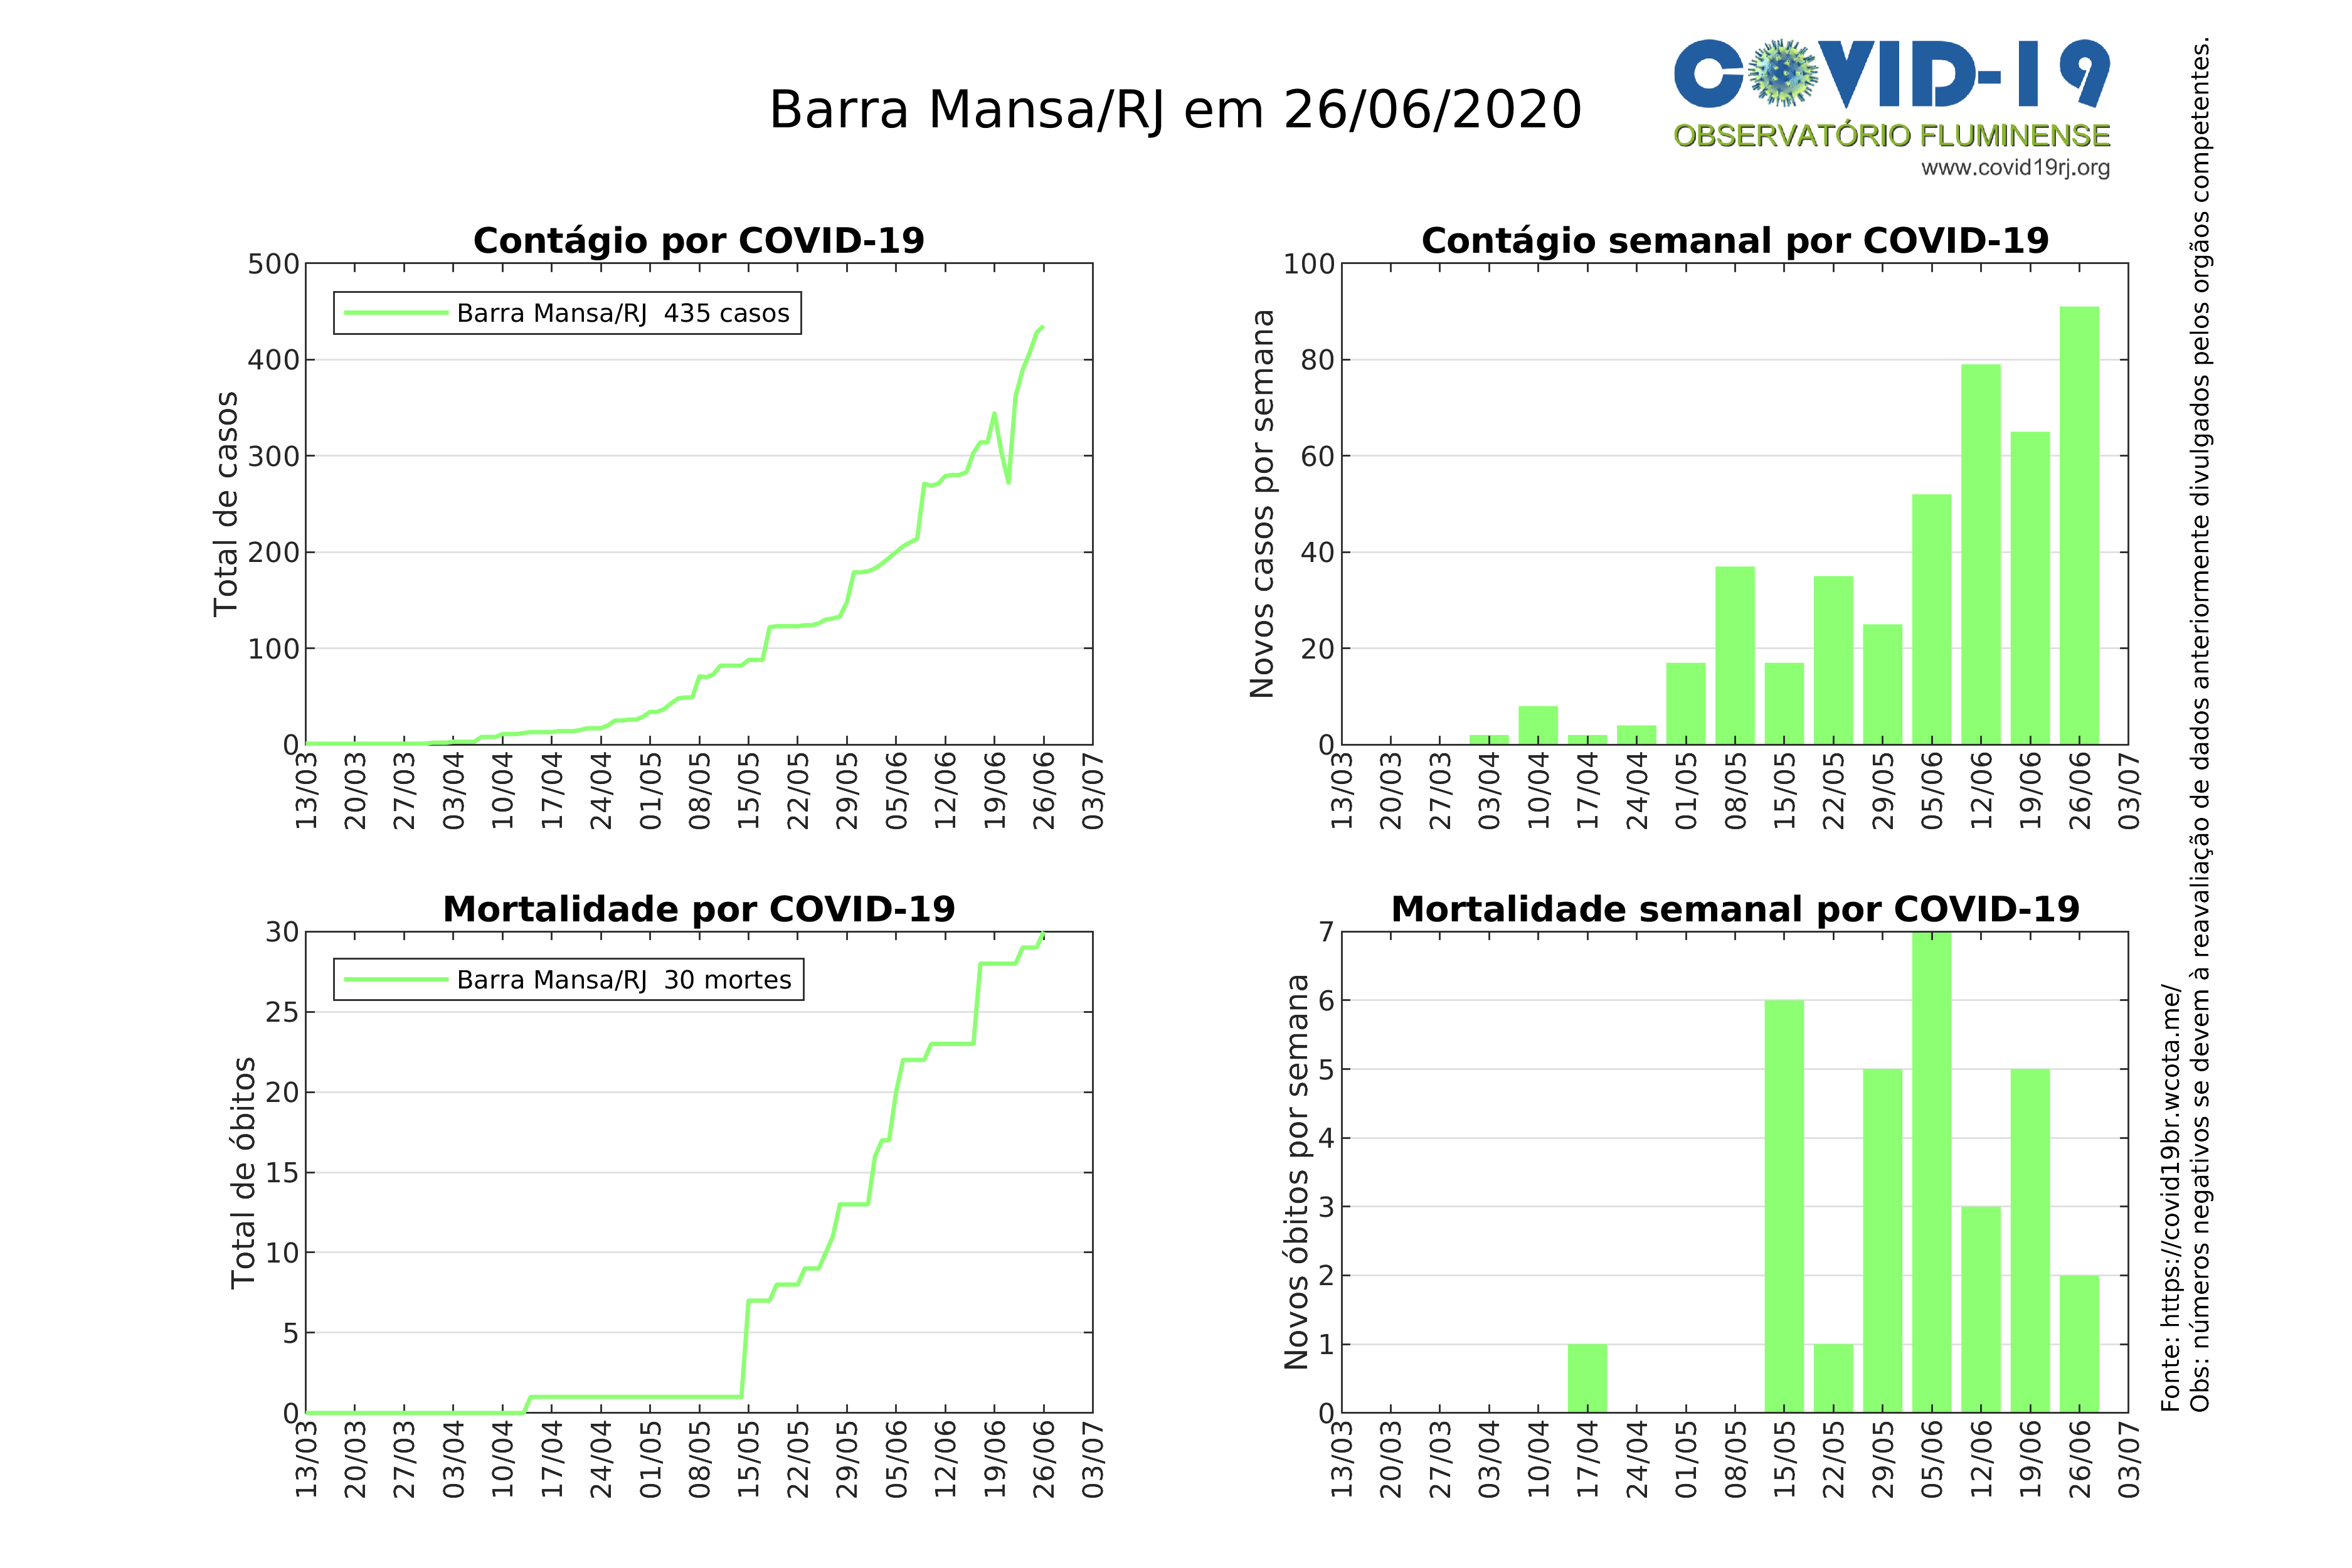 Barra Mansa/RJ em 26/06/2020
COVID-19
OBSERVATÓRIO FLUMINENSE
www.covid19rj.org
Contágio por COVID-19
Total de casos
500
400
300
200
100
0
Barra Mansa/RJ 435 casos
13/03 20/03 27/03 03/04 10/04 17/04 24/04 01/05 08/05 15/05 22/05 29/05 05/06 12/06 19/06 26/06 03/07
Contágio semanal por COVID-19
Novos casos por semana
100
80
60
40
20
0
13/03 20/03 27/03 03/04 10/04 17/04 24/04 01/05 08/05 15/05 22/05 29/05 05/06 12/06 19/06 26/06 03/07
Mortalidade por COVID-19
Total de óbitos
30
25
20
15
10
5
0
Barra Mansa/RJ 30 mortes
13/03 20/03 27/03 03/04 10/04 17/04 24/04 01/05 08/05 15/05 22/05 29/05 05/06 12/06 19/06 26/06 03/07
Mortalidade semanal por COVID-19
Novos óbitos por semana
7
6
5
4
3
2
1
0
13/03 20/03 27/03 03/04 10/04 17/04 24/04 01/05 08/05 15/05 22/05 29/05 05/06 12/06 19/06 26/06 03/07
Fonte: https://covid19br.wcota.me/
Obs: números negativos se devem à reavaliação de dados anteriormente divulgados pelos orgãos competentes.